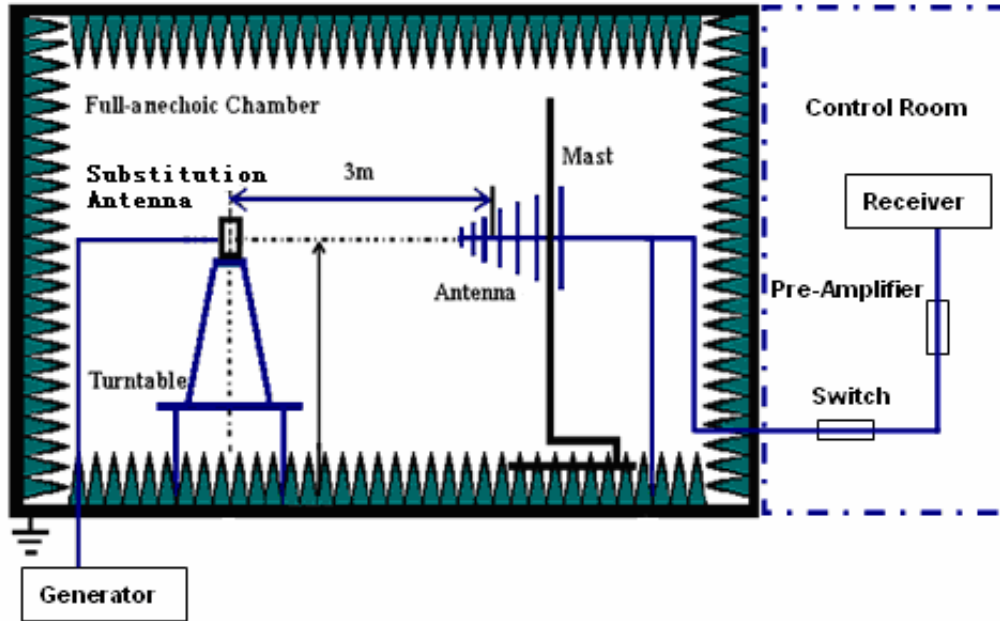 Full-anechoic Chamber
Control Room
Substitution
Antenna
3m
Mast
Receiver
Antenna
Pre-Amplifier
Turntable
Switch
Generator